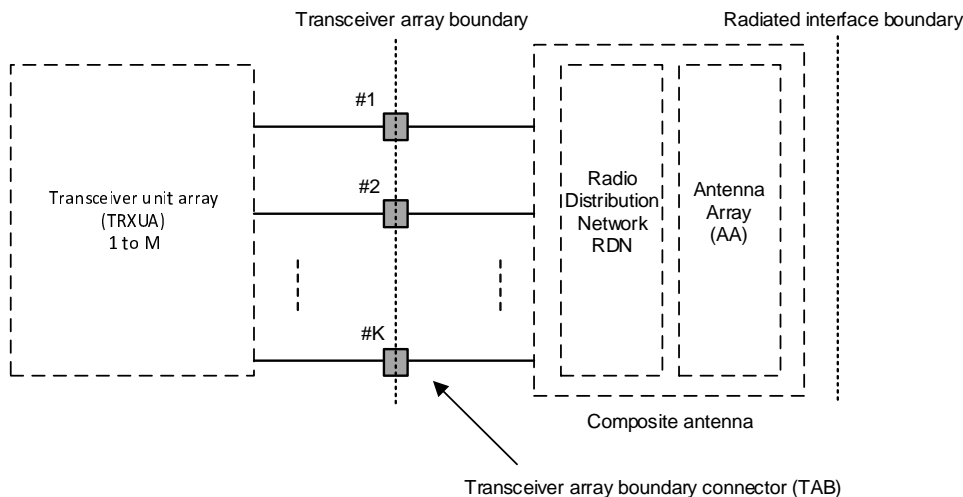 Transceiver array boundary
Radiated interface boundary
#1
#2
#K
Transceiver unit array
(TRXUA)
1 to M
Radio
Distribution
Network
RDN
Antenna
Array
(AA)
Composite antenna
Transceiver array boundary connector (TAB)